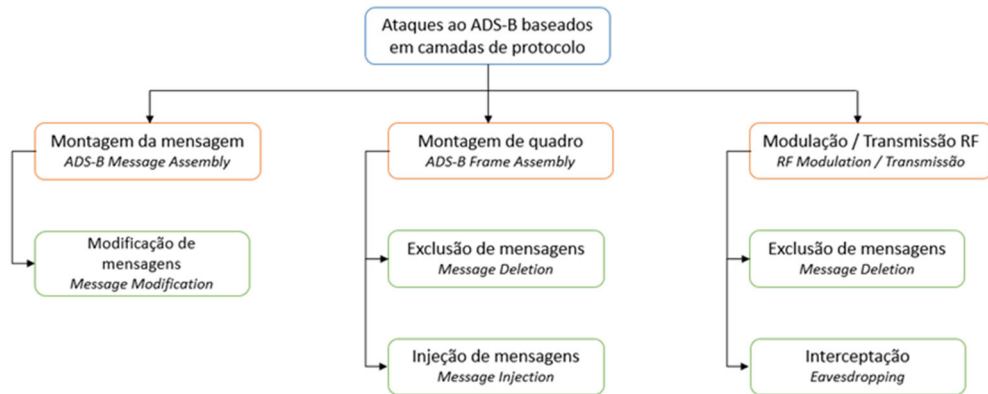 Ataques ao ADS-B baseados
em camadas de protocolo
Montagem da mensagem
ADS-B Message Assembly
Montagem de quadro
ADS-B Frame Assembly
Modulação / Transmissão RF
RF Modulation / Transmissão
Modificação de
mensagens
Message Modification
Exclusão de mensagens
Message Deletion
Exclusão de mensagens
Message Deletion
Injeção de mensagens
Message Injection
Interceptação
Eavesdropping